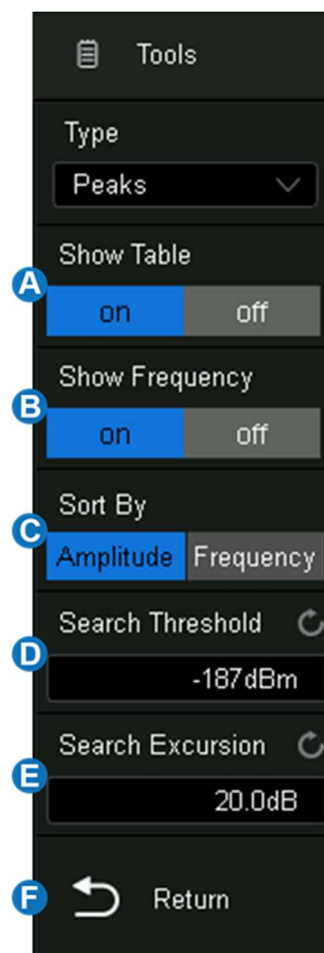 Tools
Type
Peaks
Show Table
A
on off
Show Frequency
B
on off
Sort By
C
Amplitude Frequency
Search Threshold
D
-187dBm
Search Excursion
E
20.0dB
F Return